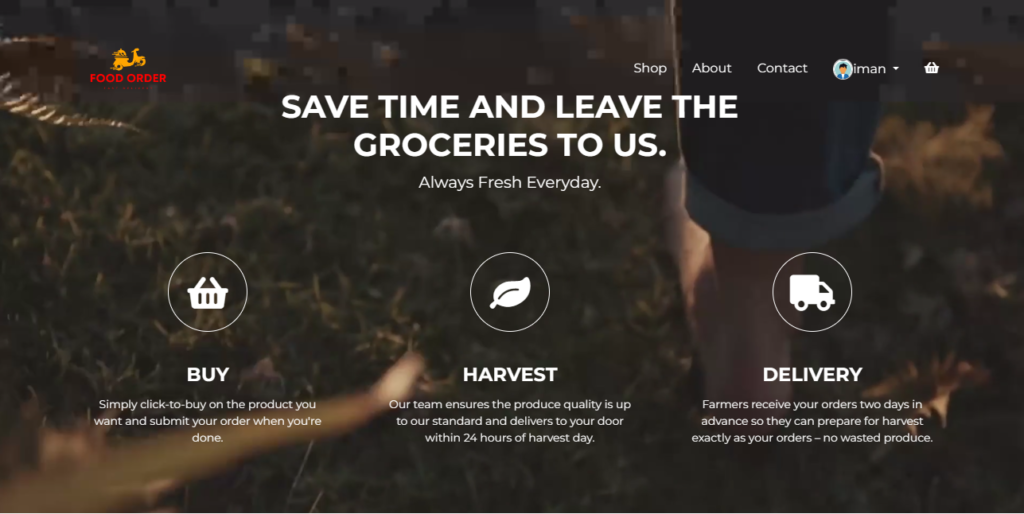 FOOD ORDER
Shop About Contact iman
SAVE TIME AND LEAVE THE
GROCERIES TO US.
Always Fresh Everyday.
BUY
Simply click-to-buy on the product you
want and submit your order when you're
done.
HARVEST
Our team ensures the produce quality is up
to our standard and delivers to your door
within 24 hours of harvest day.
DELIVERY
Farmers receive your orders two days in
advance so they can prepare for harvest
exactly as your orders – no wasted produce.